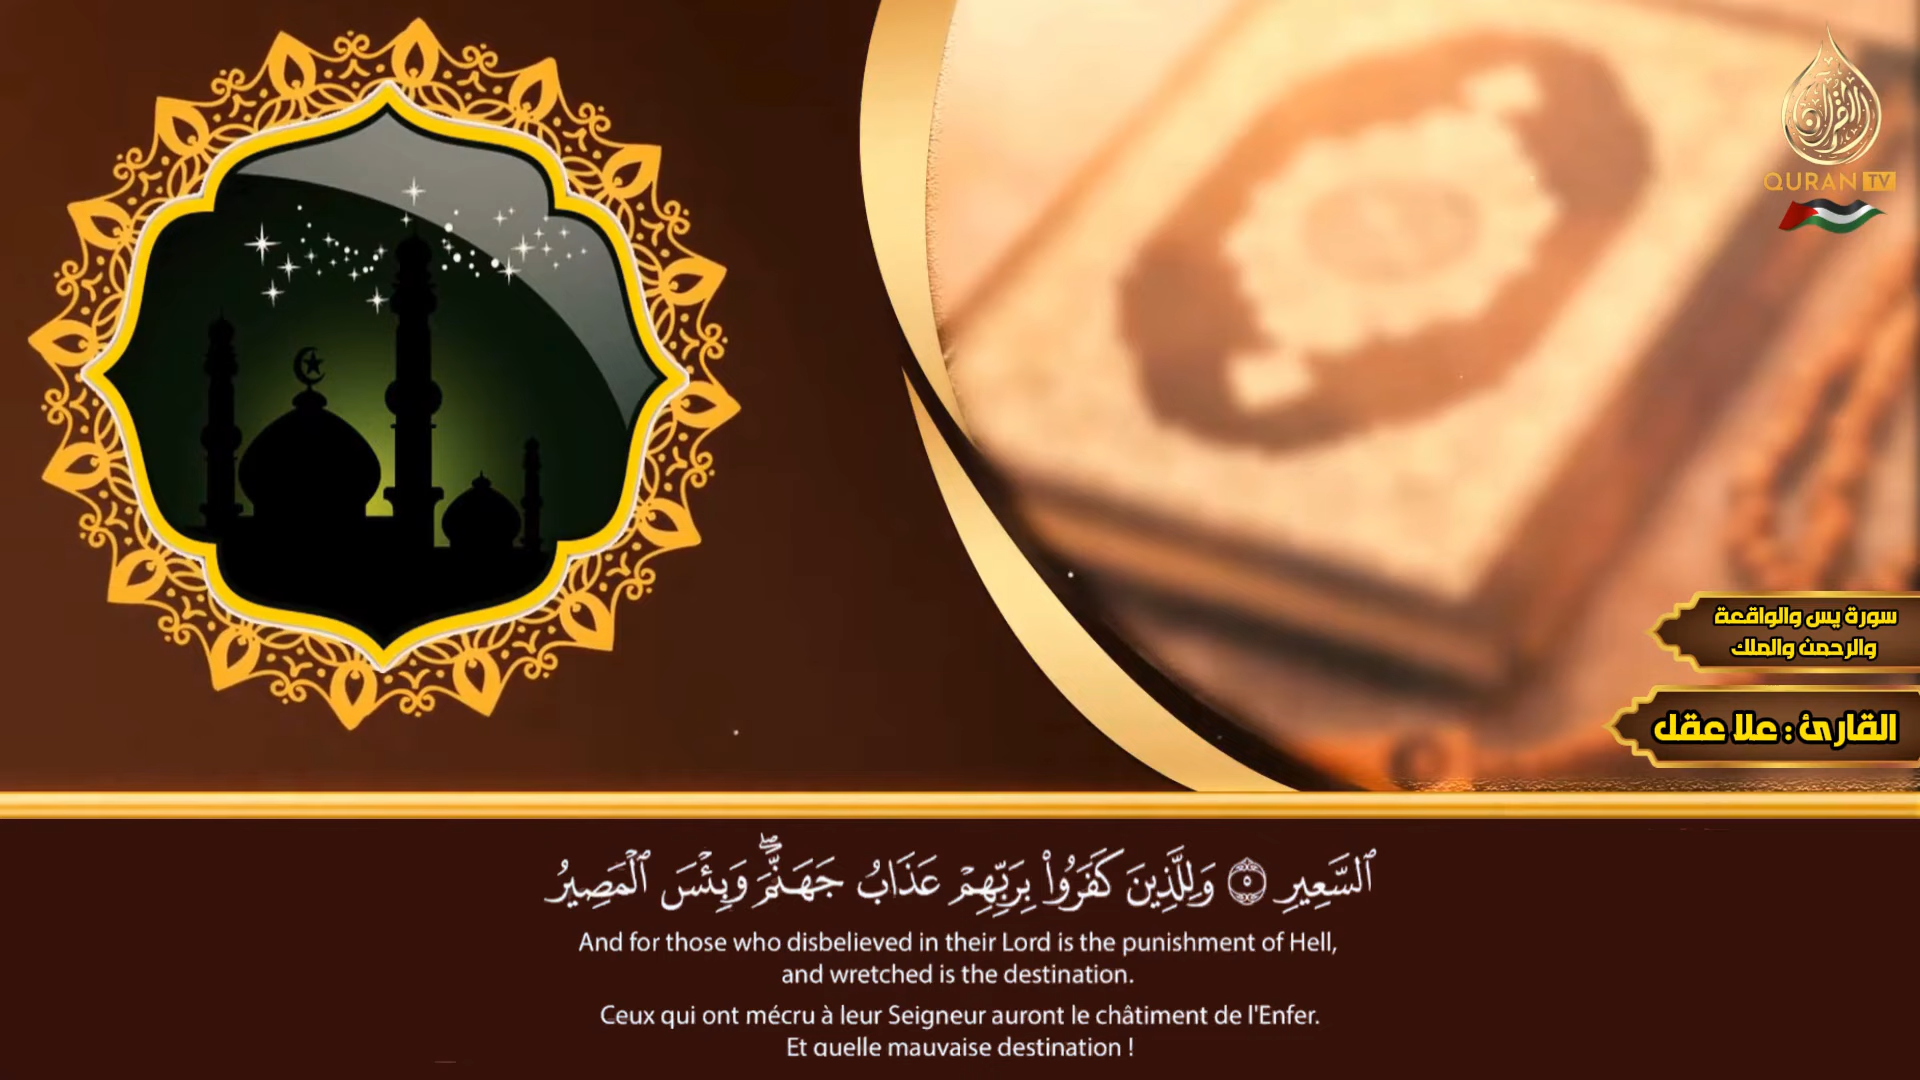 القرآن
QURAN TV
سورة يس والواقعة
والرحمن والملك
القارئ : علا عقل
ٱلسَّعِيرِ ٥ وَلِلَّذِينَ كَفَرُوا۟ بِرَبِّهِمْ عَذَابُ جَهَنَّمَ ۖ وَبِئْسَ ٱلْمَصِيرُ
And for those who disbelieved in their Lord is the punishment of Hell,
and wretched is the destination.
Ceux qui ont mécru à leur Seigneur auront le châtiment de l'Enfer.
Et quelle mauvaise destination !